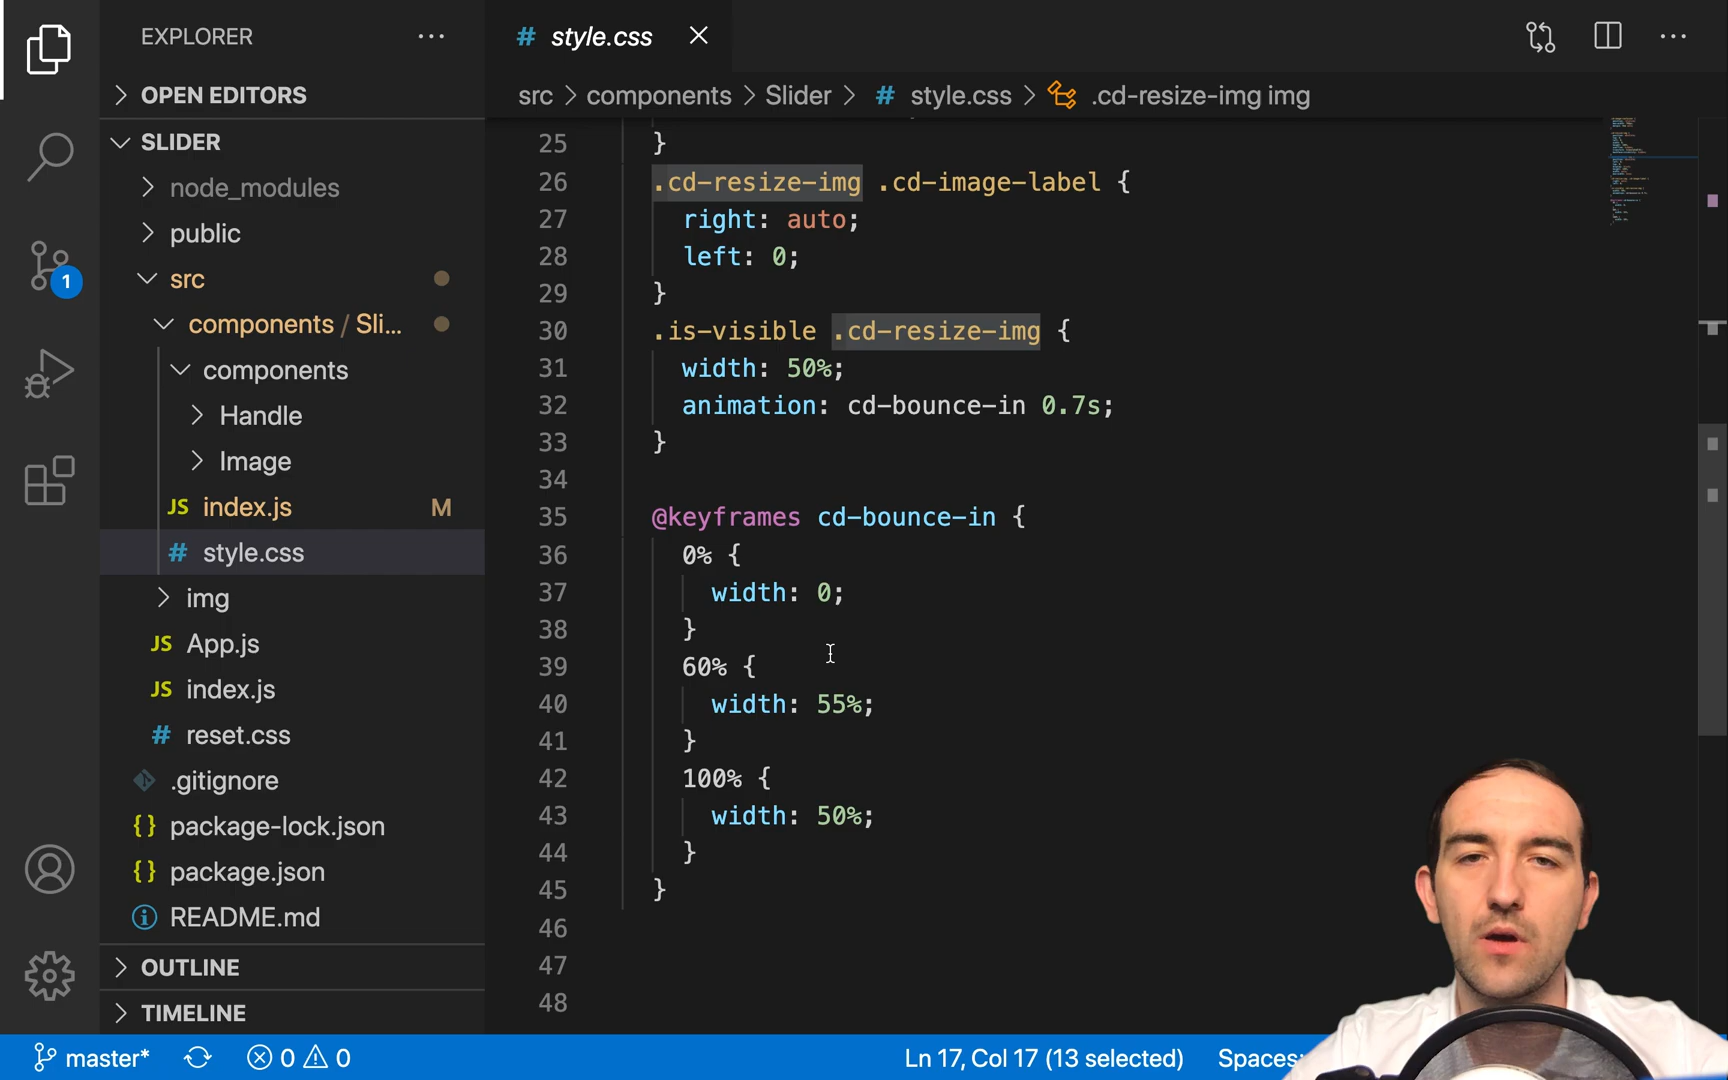 EXPLORER ...
OPEN EDITORS
SLIDER
node_modules
public
src
components / Sli...
components
Handle
Image
JS index.js M
# style.css
img
JS App.js
JS index.js
# reset.css
.gitignore
{} package-lock.json
{} package.json
README.md
OUTLINE
TIMELINE
1
# style.css
src > components > Slider > # style.css > .cd-resize-img img
25 }
26 .cd-resize-img .cd-image-label {
27 right: auto;
28 left: 0;
29 }
30 .is-visible .cd-resize-img {
31 width: 50%;
32 animation: cd-bounce-in 0.7s;
33 }
34
35 @keyframes cd-bounce-in {
36 0% {
37 width: 0;
38 }
39 60% {
40 width: 55%;
41 }
42 100% {
43 width: 50%;
44 }
45 }
46
47
48
master* 0 0 Ln 17, Col 17 (13 selected) Spaces: